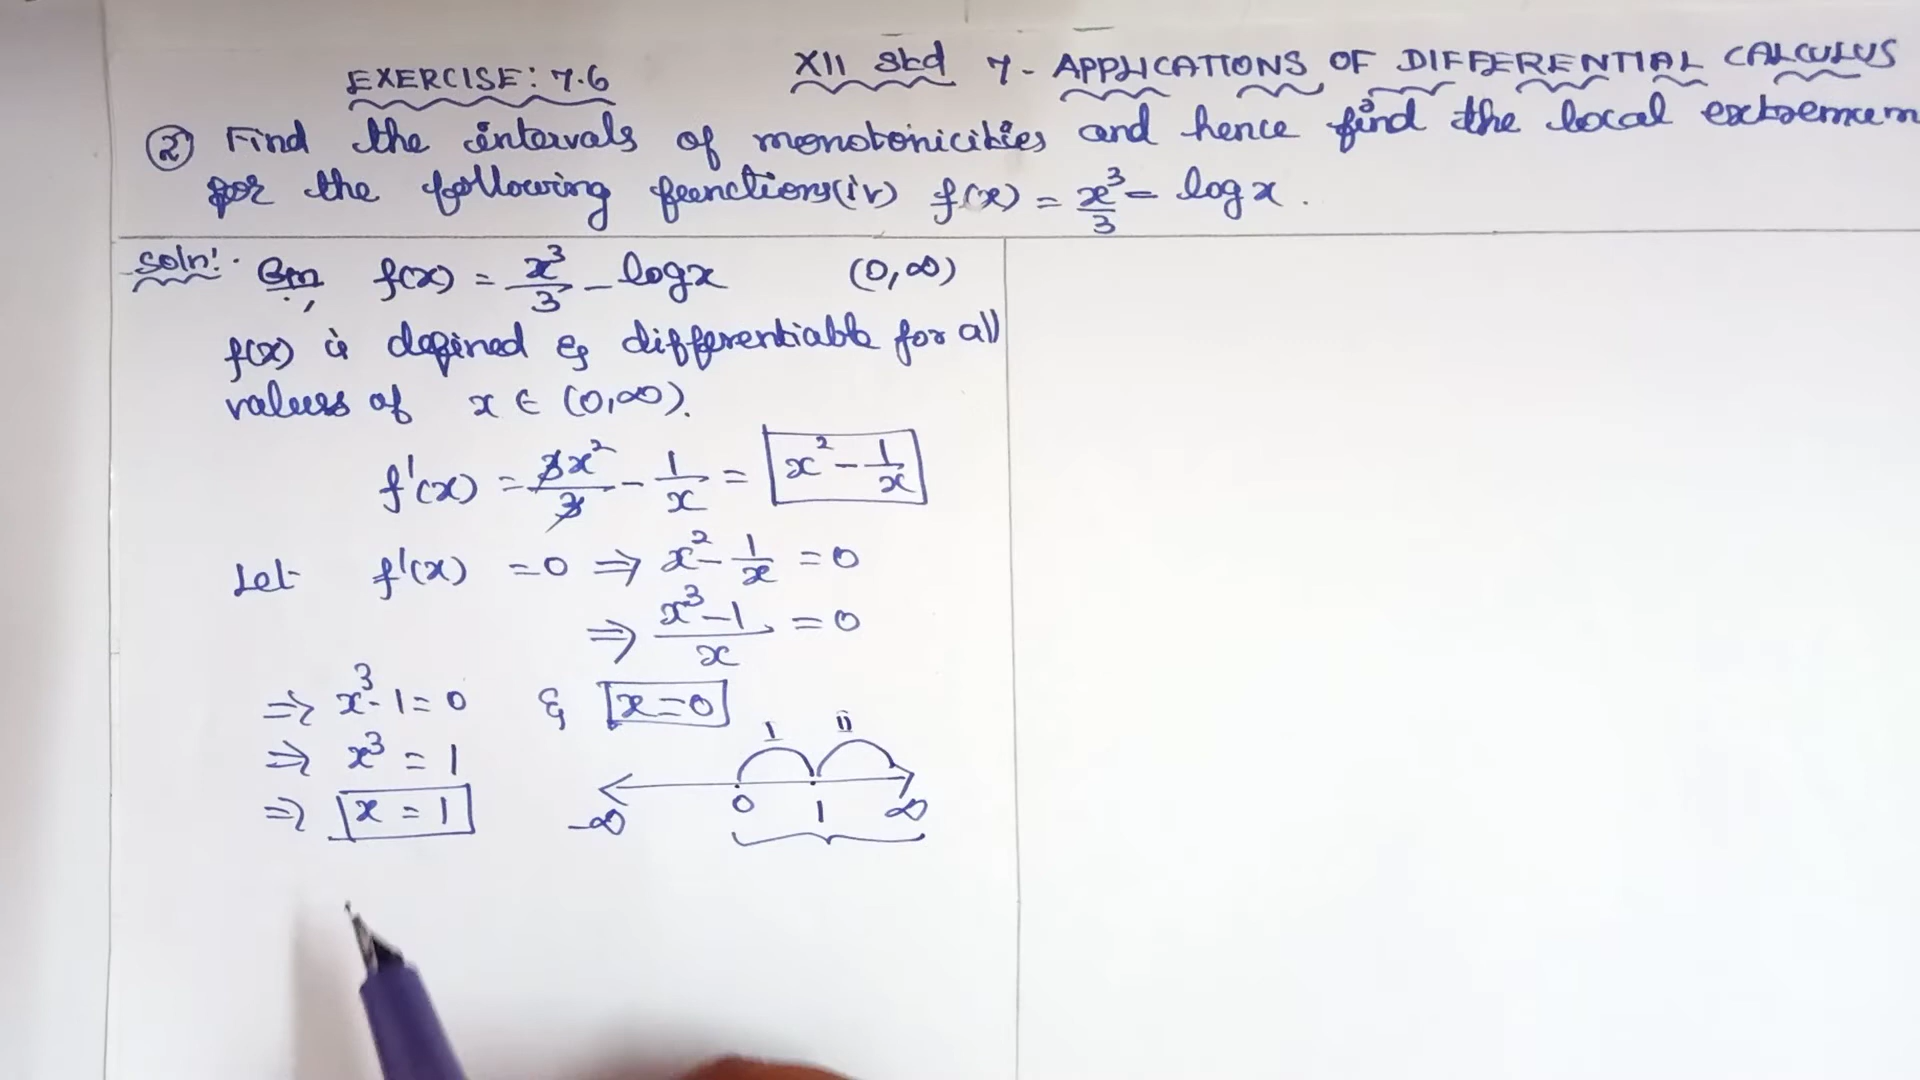 EXERCISE: 7.6 XII Std 7 - APPLICATIONS OF DIFFERENTIAL CALCULUS
② Find the intervals of monotonicities and hence find the local extremum
for the following functions (iv) f(x) = x³/3 - log x.
Soln: Gn, f(x) = x³/3 - log x (0,∞)
f(x) is defined & differentiable for all
values of x ∈ (0,∞).
f'(x) = 3x²/3 - 1/x = x² - 1/x
Let f'(x) = 0 ⇒ x² - 1/x = 0
⇒ x³-1/x = 0
⇒ x³-1=0 & x=0
I II
⇒ x³ = 1
⇒ x = 1
-∞ 0 1 ∞